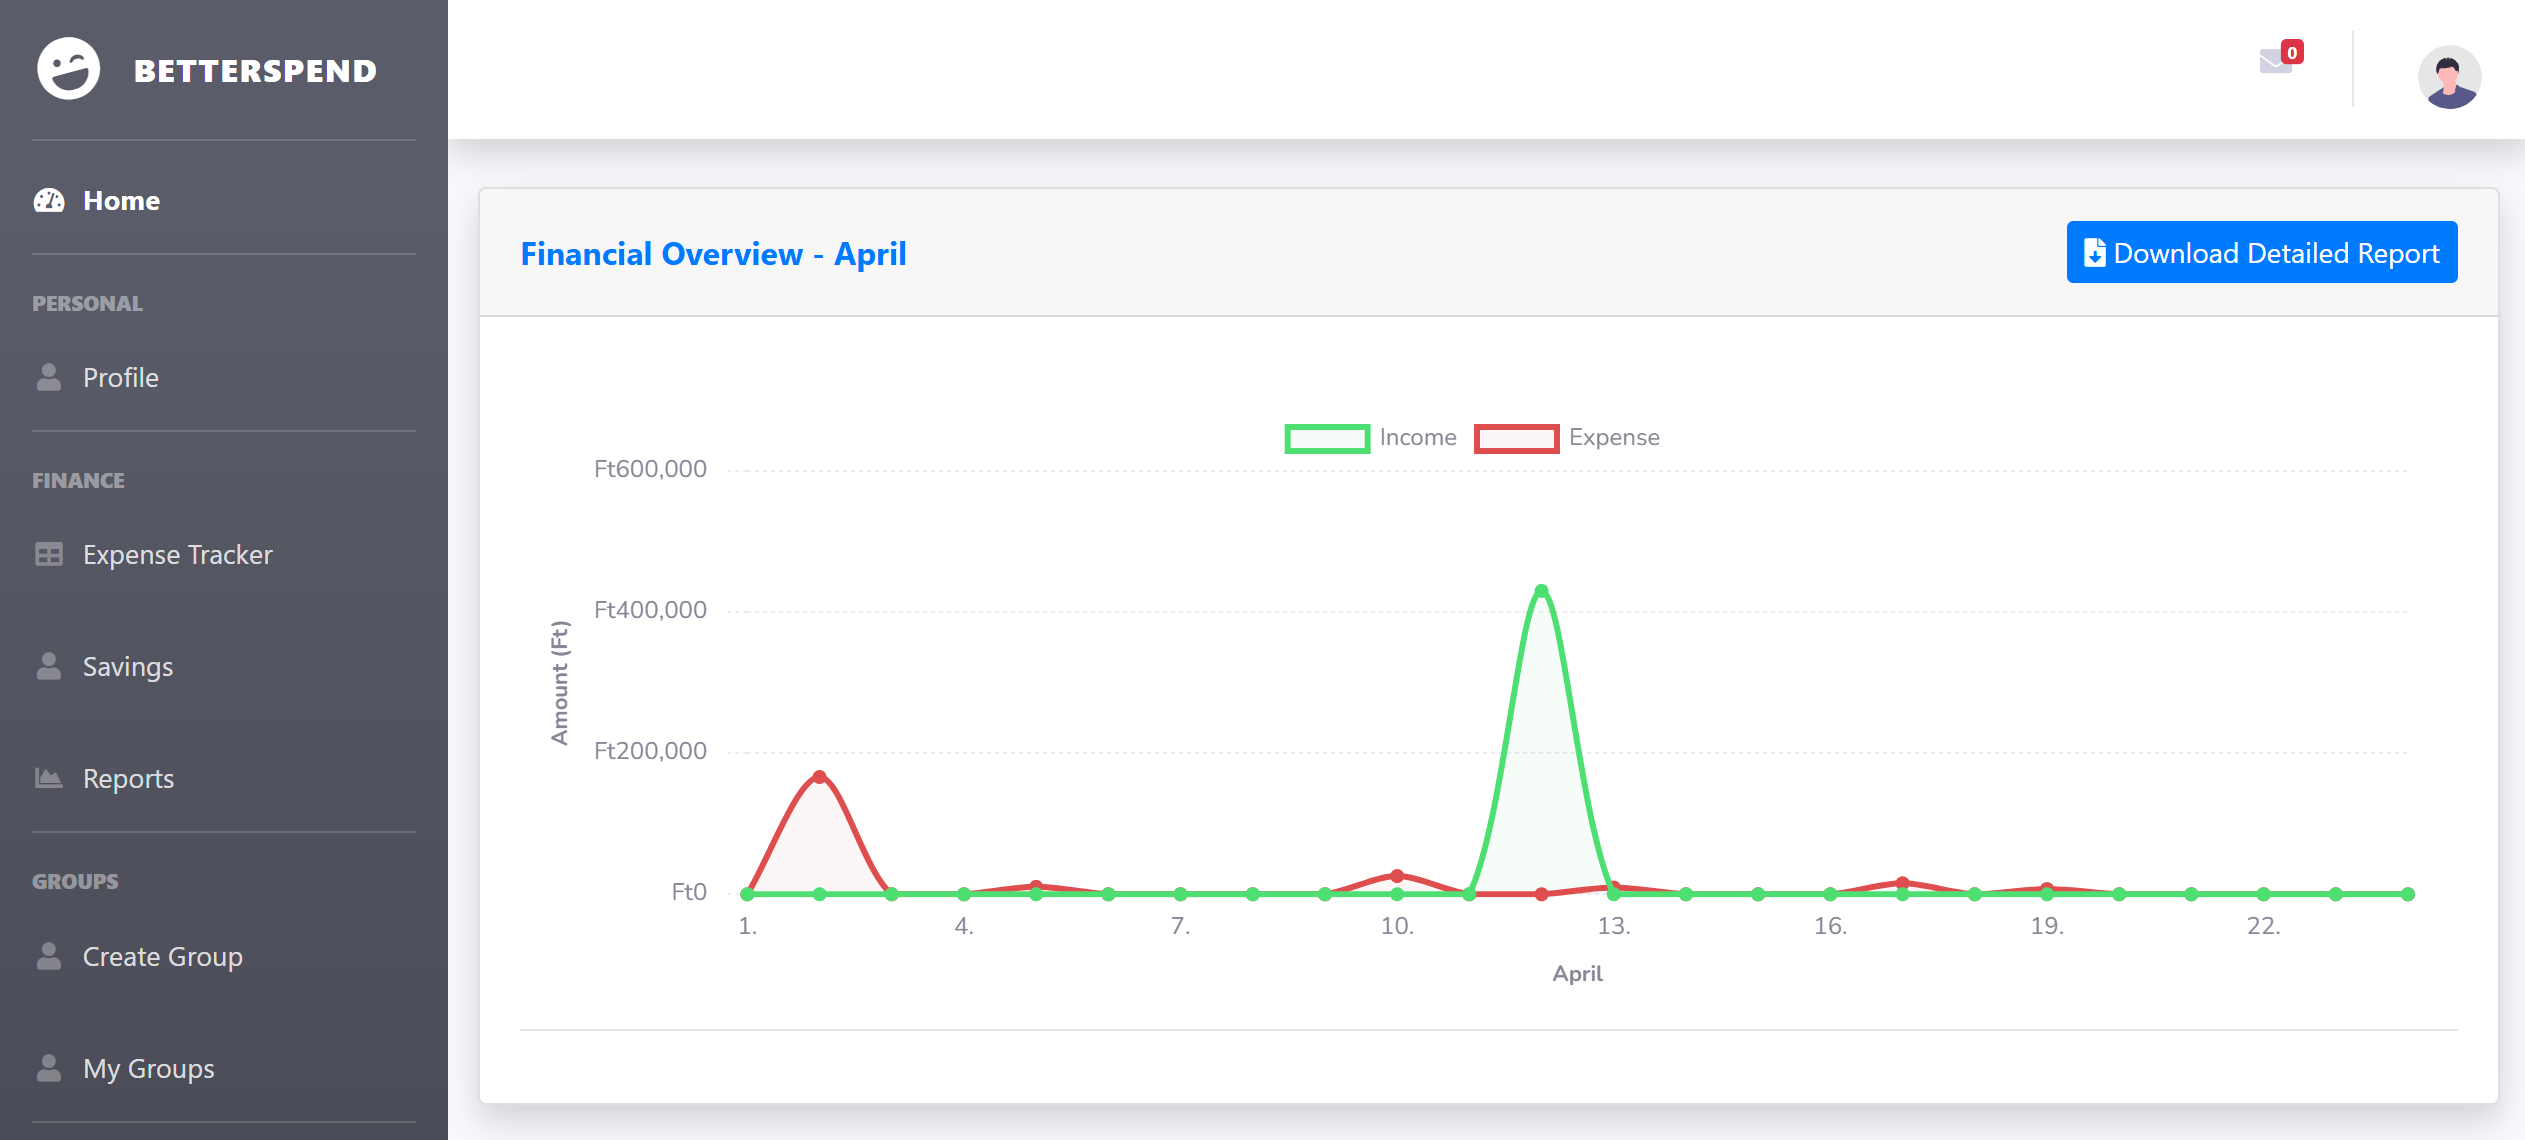 BETTERSPEND
0
Home
PERSONAL
Profile
FINANCE
Expense Tracker
Savings
Reports
GROUPS
Create Group
My Groups
Financial Overview - April
Download Detailed Report
Income Expense
Ft600,000
Ft400,000
Ft200,000
Ft0
Amount (Ft)
1. 4. 7. 10. 13. 16. 19. 22.
April